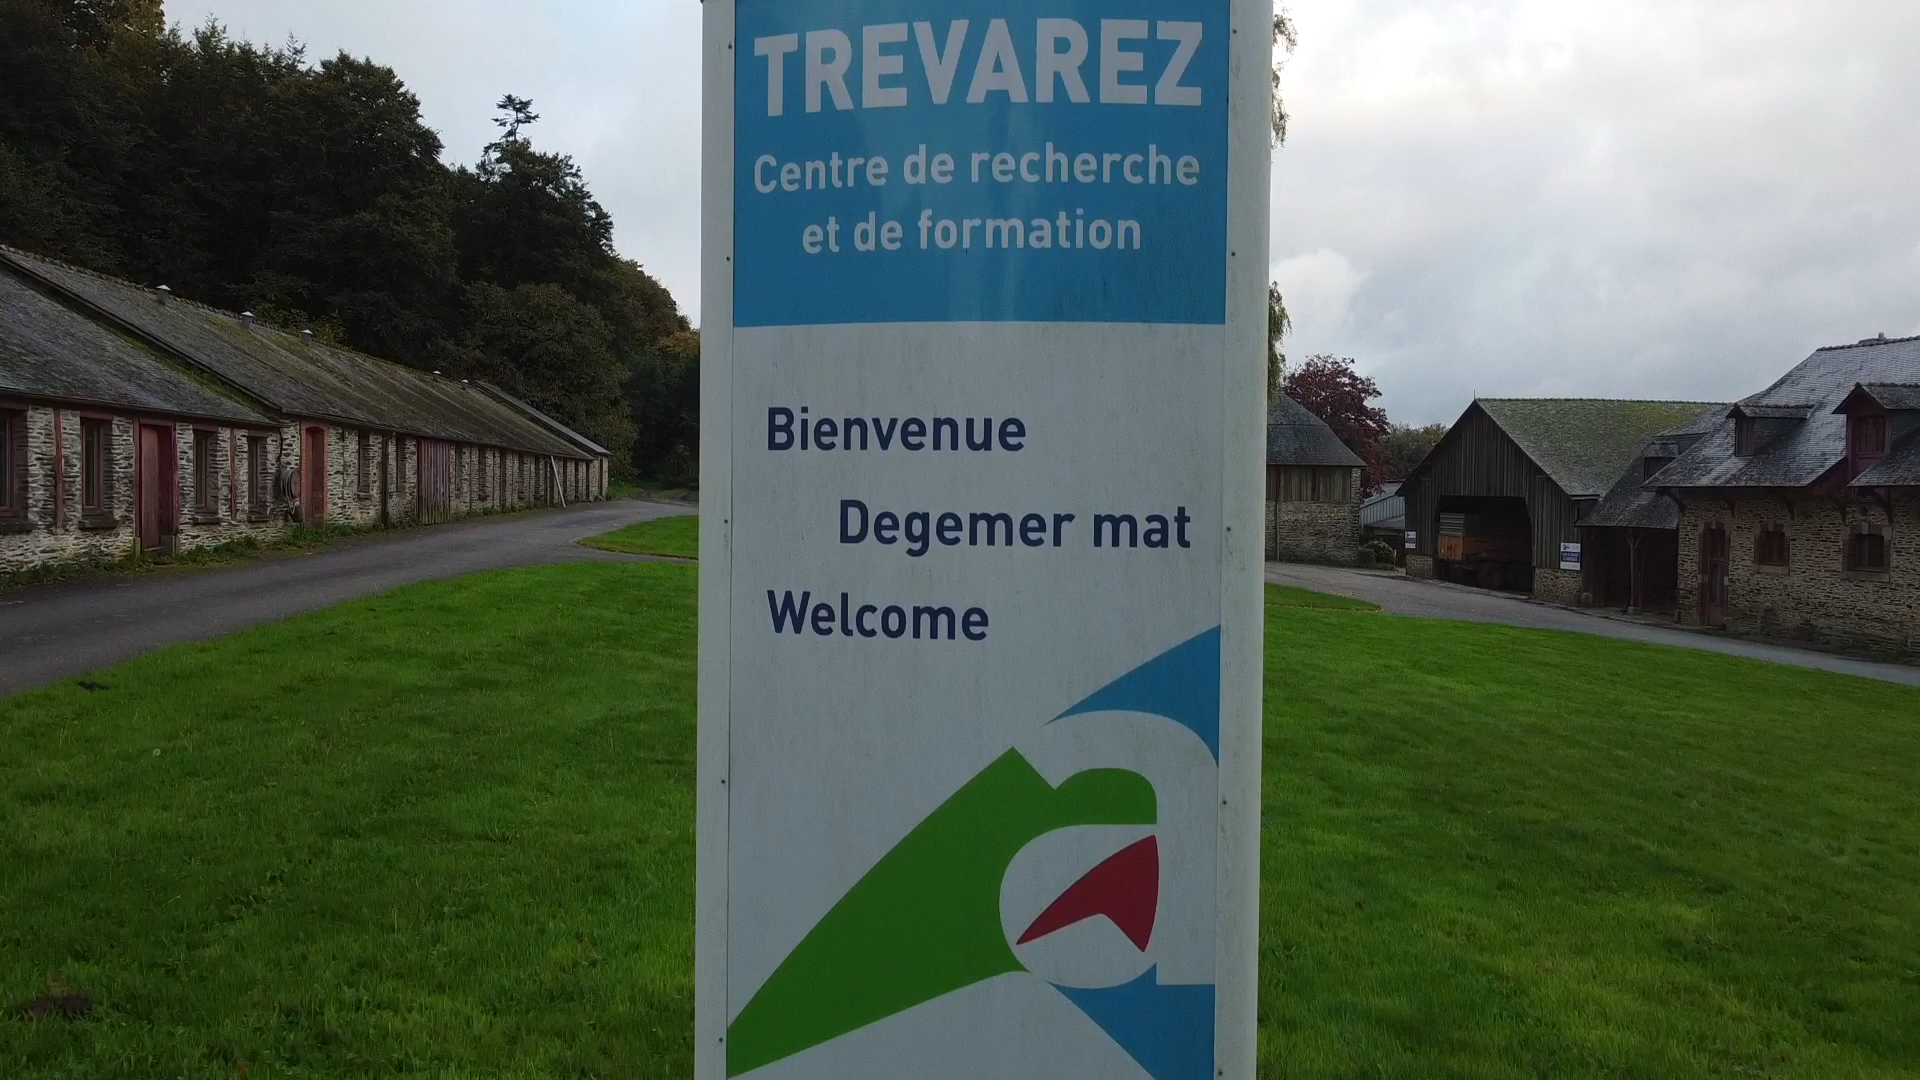 TREVAREZ
Centre de recherche
et de formation
Bienvenue
Degemer mat
Welcome